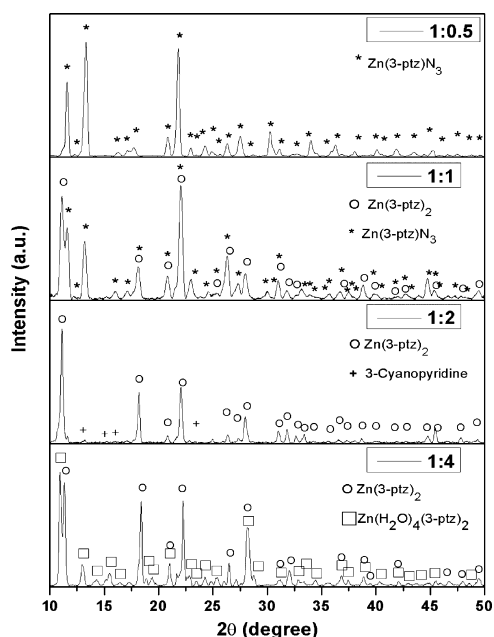 1:0.5
* Zn(3-ptz)N3
1:1
Zn(3-ptz)2
* Zn(3-ptz)N3
1:2
Zn(3-ptz)2
+ 3-Cyanopyridine
1:4
Zn(3-ptz)2
Zn(H2O)4(3-ptz)2
Intensity (a.u.)
10 15 20 25 30 35 40 45 50
2θ (degree)